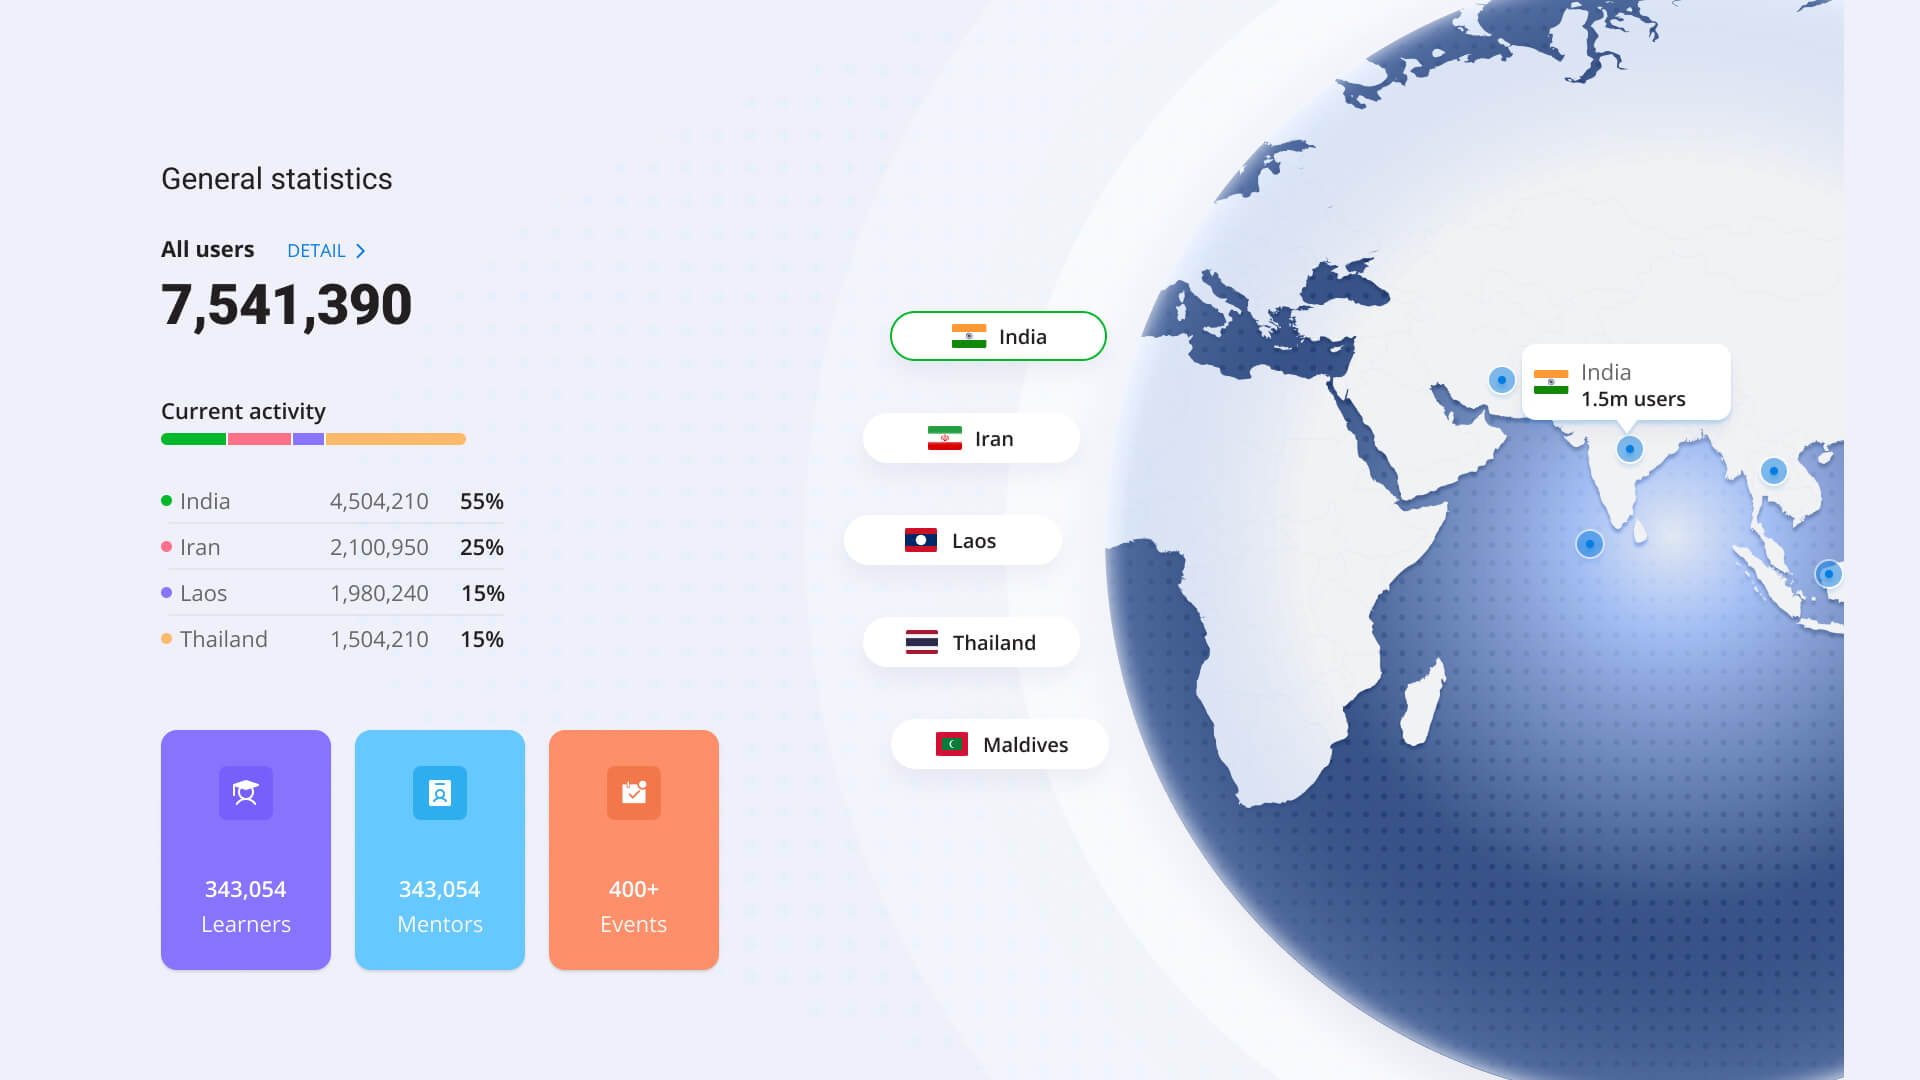 General statistics
All users DETAIL
7,541,390
Current activity
India 4,504,210 55%
Iran 2,100,950 25%
Laos 1,980,240 15%
Thailand 1,504,210 15%
343,054
Learners
343,054
Mentors
400+
Events
India
Iran
Laos
Thailand
Maldives
India
1.5m users